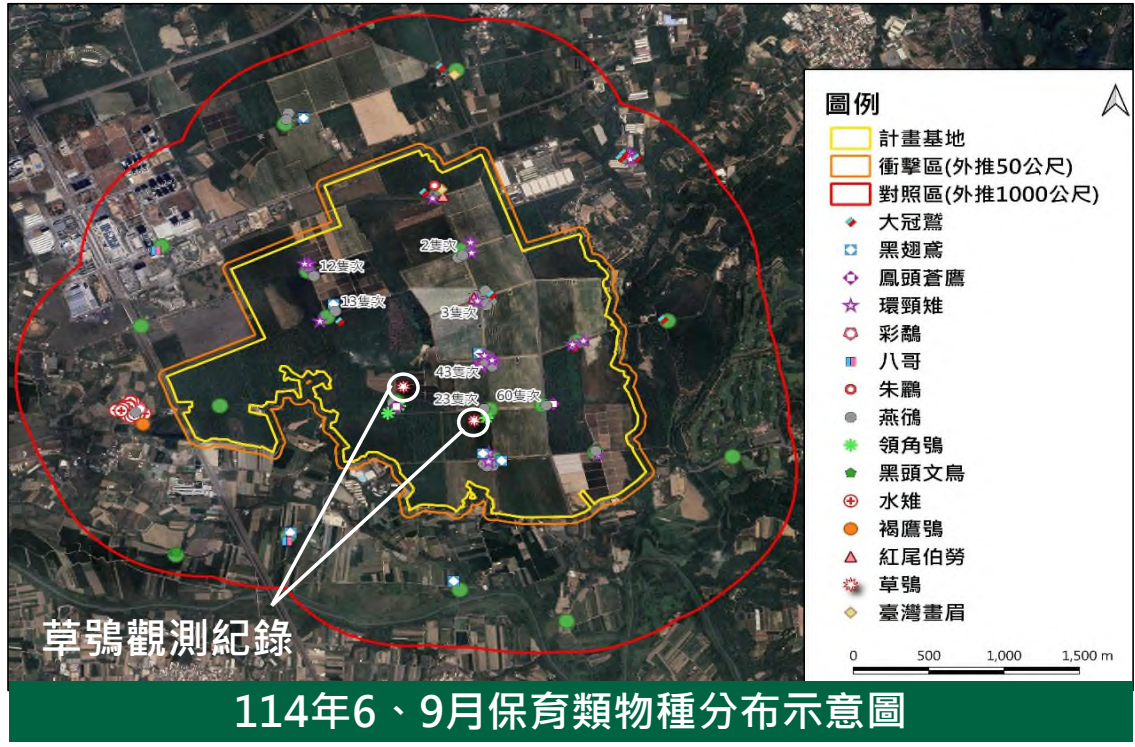 圖例
計畫基地
衝擊區(外推50公尺)
對照區(外推1000公尺)
大冠鷲
黑翅鳶
鳳頭蒼鷹
環頸雉
彩鷸
八哥
朱鸝
燕鴴
領角鴞
黑頭文鳥
水雉
褐鷹鴞
紅尾伯勞
草鴞
臺灣畫眉
0 500 1,000 1,500 m
2隻次
12隻次
13隻次
3隻次
43隻次
23隻次
60隻次
草鴞觀測紀錄
114年6、9月保育類物種分布示意圖